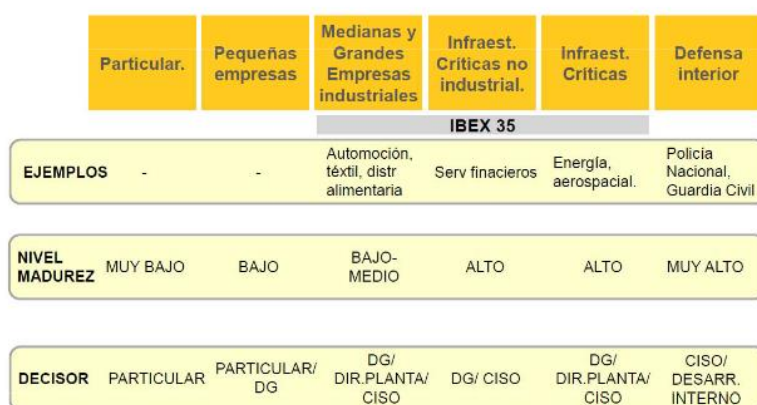 Particular.
Pequeñas
empresas
Medianas y
Grandes
Empresas
industriales
Infraest.
Críticas no
industrial.
Infraest.
Críticas
Defensa
interior
IBEX 35
EJEMPLOS
-
-
Automoción,
téxtil, distr
alimentaria
Serv finacieros
Energía,
aerospacial.
Policía
Nacional,
Guardia Civil
NIVEL
MADUREZ
MUY BAJO
BAJO
BAJO-
MEDIO
ALTO
ALTO
MUY ALTO
DECISOR
PARTICULAR
PARTICULAR/
DG
DG/
DIR.PLANTA/
CISO
DG/ CISO
DG/
DIR.PLANTA/
CISO
CISO/
DESARR.
INTERNO